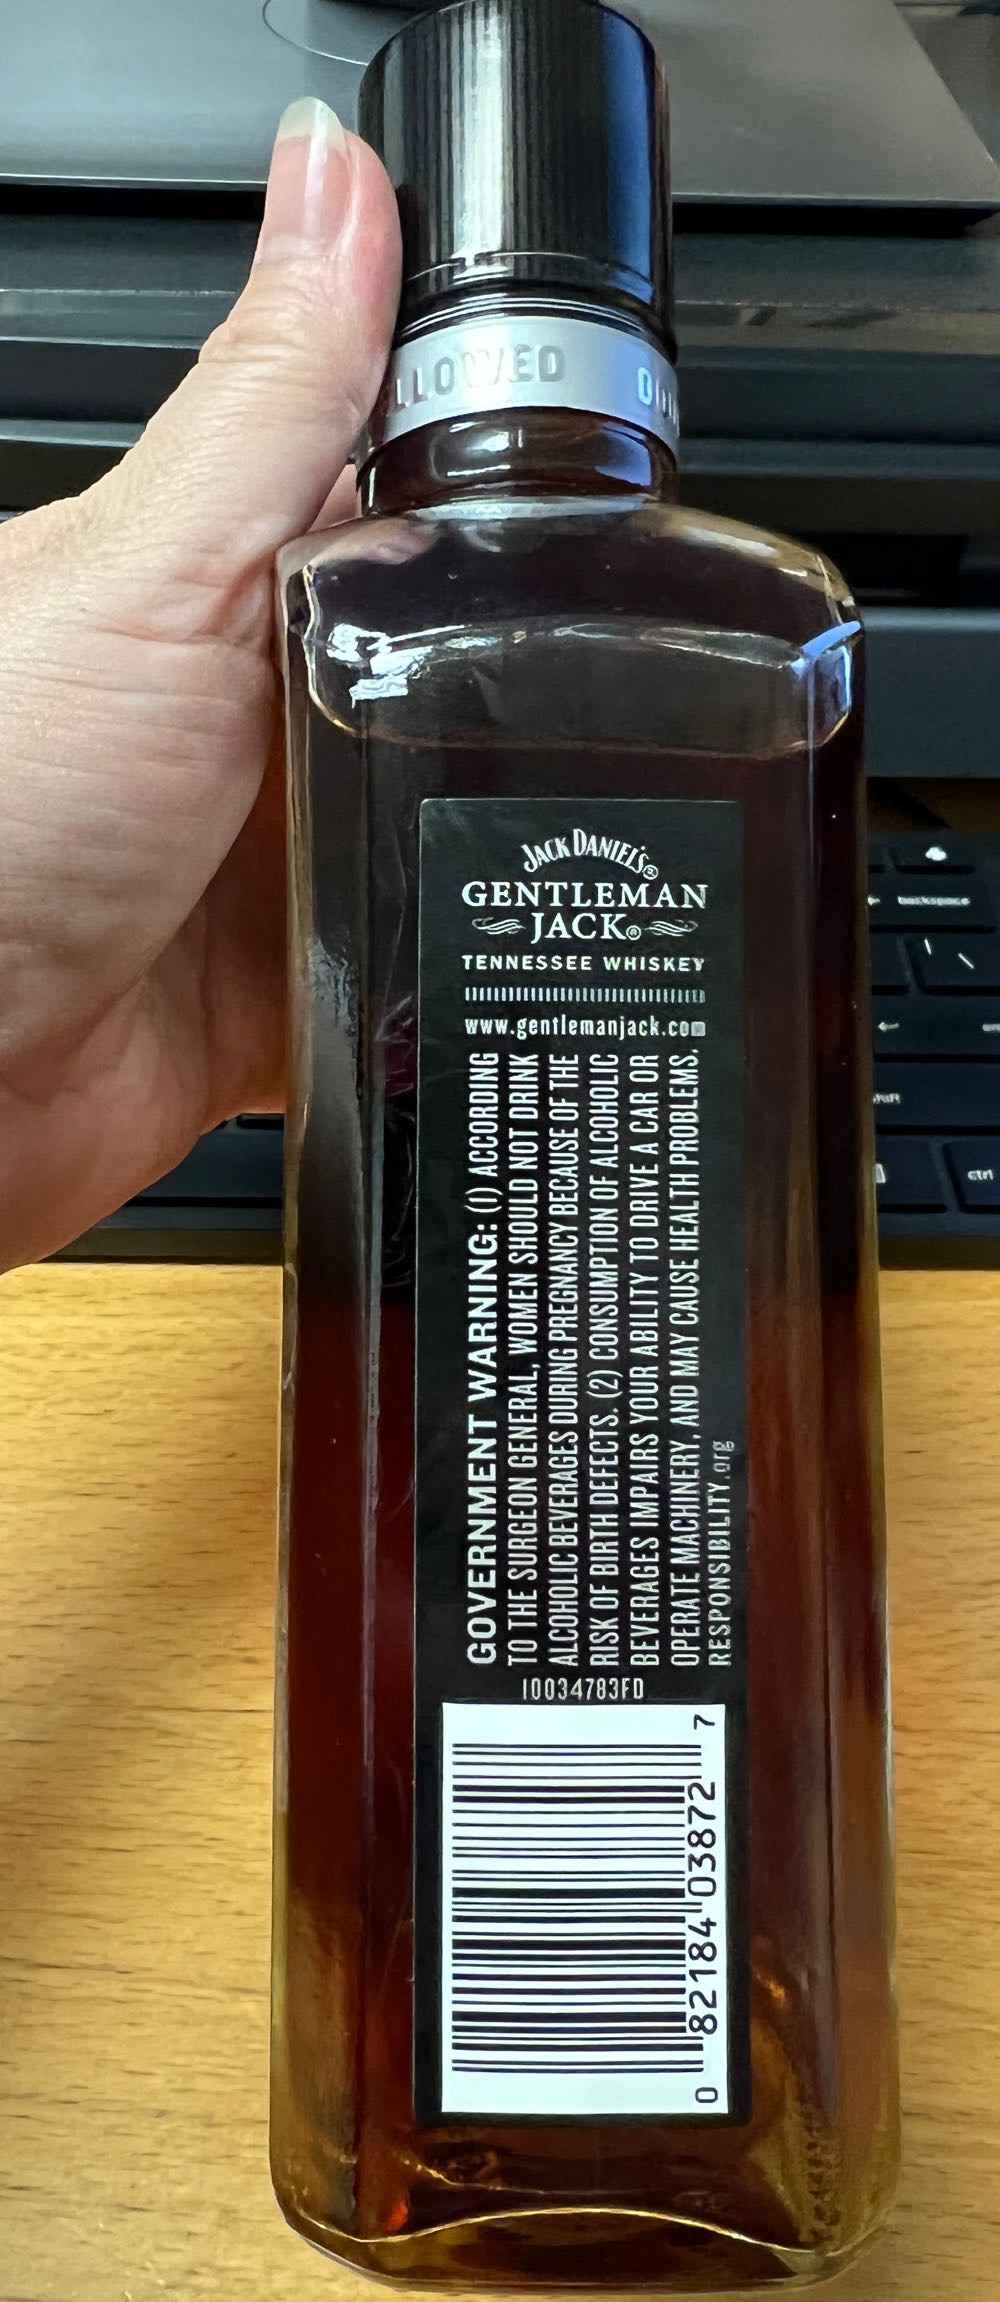 LLOWED
JACK DANIEL'S®
GENTLEMAN
JACK®
TENNESSEE WHISKEY
www.gentlemanjack.com
GOVERNMENT WARNING: (1) ACCORDING
TO THE SURGEON GENERAL, WOMEN SHOULD NOT DRINK
ALCOHOLIC BEVERAGES DURING PREGNANCY BECAUSE OF THE
RISK OF BIRTH DEFECTS. (2) CONSUMPTION OF ALCOHOLIC
BEVERAGES IMPAIRS YOUR ABILITY TO DRIVE A CAR OR
OPERATE MACHINERY, AND MAY CAUSE HEALTH PROBLEMS.
RESPONSIBILITY.org
10034783FD
0 82184 03872 7
backspace
ctrl